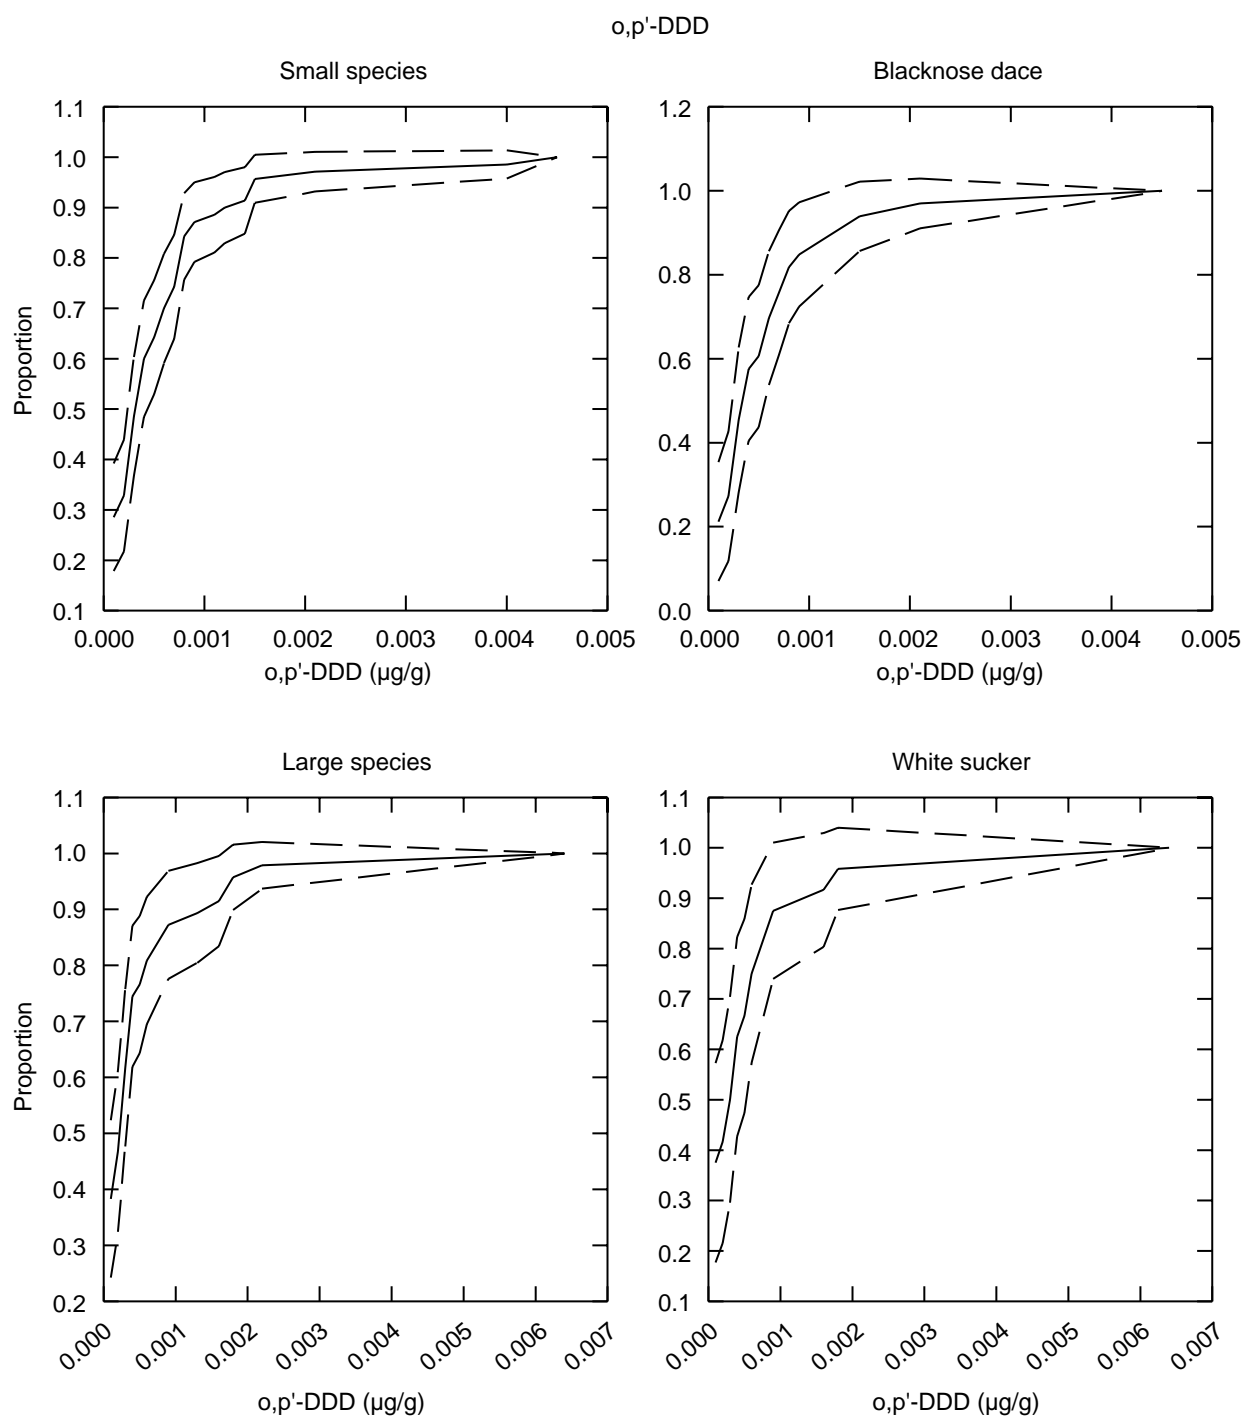 o,p'-DDD
Small species
Blacknose dace
1.1
1.0
0.9
0.8
0.7
0.6
0.5
0.4
0.3
0.2
0.1
Proportion
0.000 0.001 0.002 0.003 0.004 0.005
o,p'-DDD (µg/g)
1.2
1.0
0.8
0.6
0.4
0.2
0.0
0.000 0.001 0.002 0.003 0.004 0.005
o,p'-DDD (µg/g)
Large species
White sucker
1.1
1.0
0.9
0.8
0.7
0.6
0.5
0.4
0.3
0.2
Proportion
0.000 0.001 0.002 0.003 0.004 0.005 0.006 0.007
o,p'-DDD (µg/g)
1.1
1.0
0.9
0.8
0.7
0.6
0.5
0.4
0.3
0.2
0.1
0.000 0.001 0.002 0.003 0.004 0.005 0.006 0.007
o,p'-DDD (µg/g)